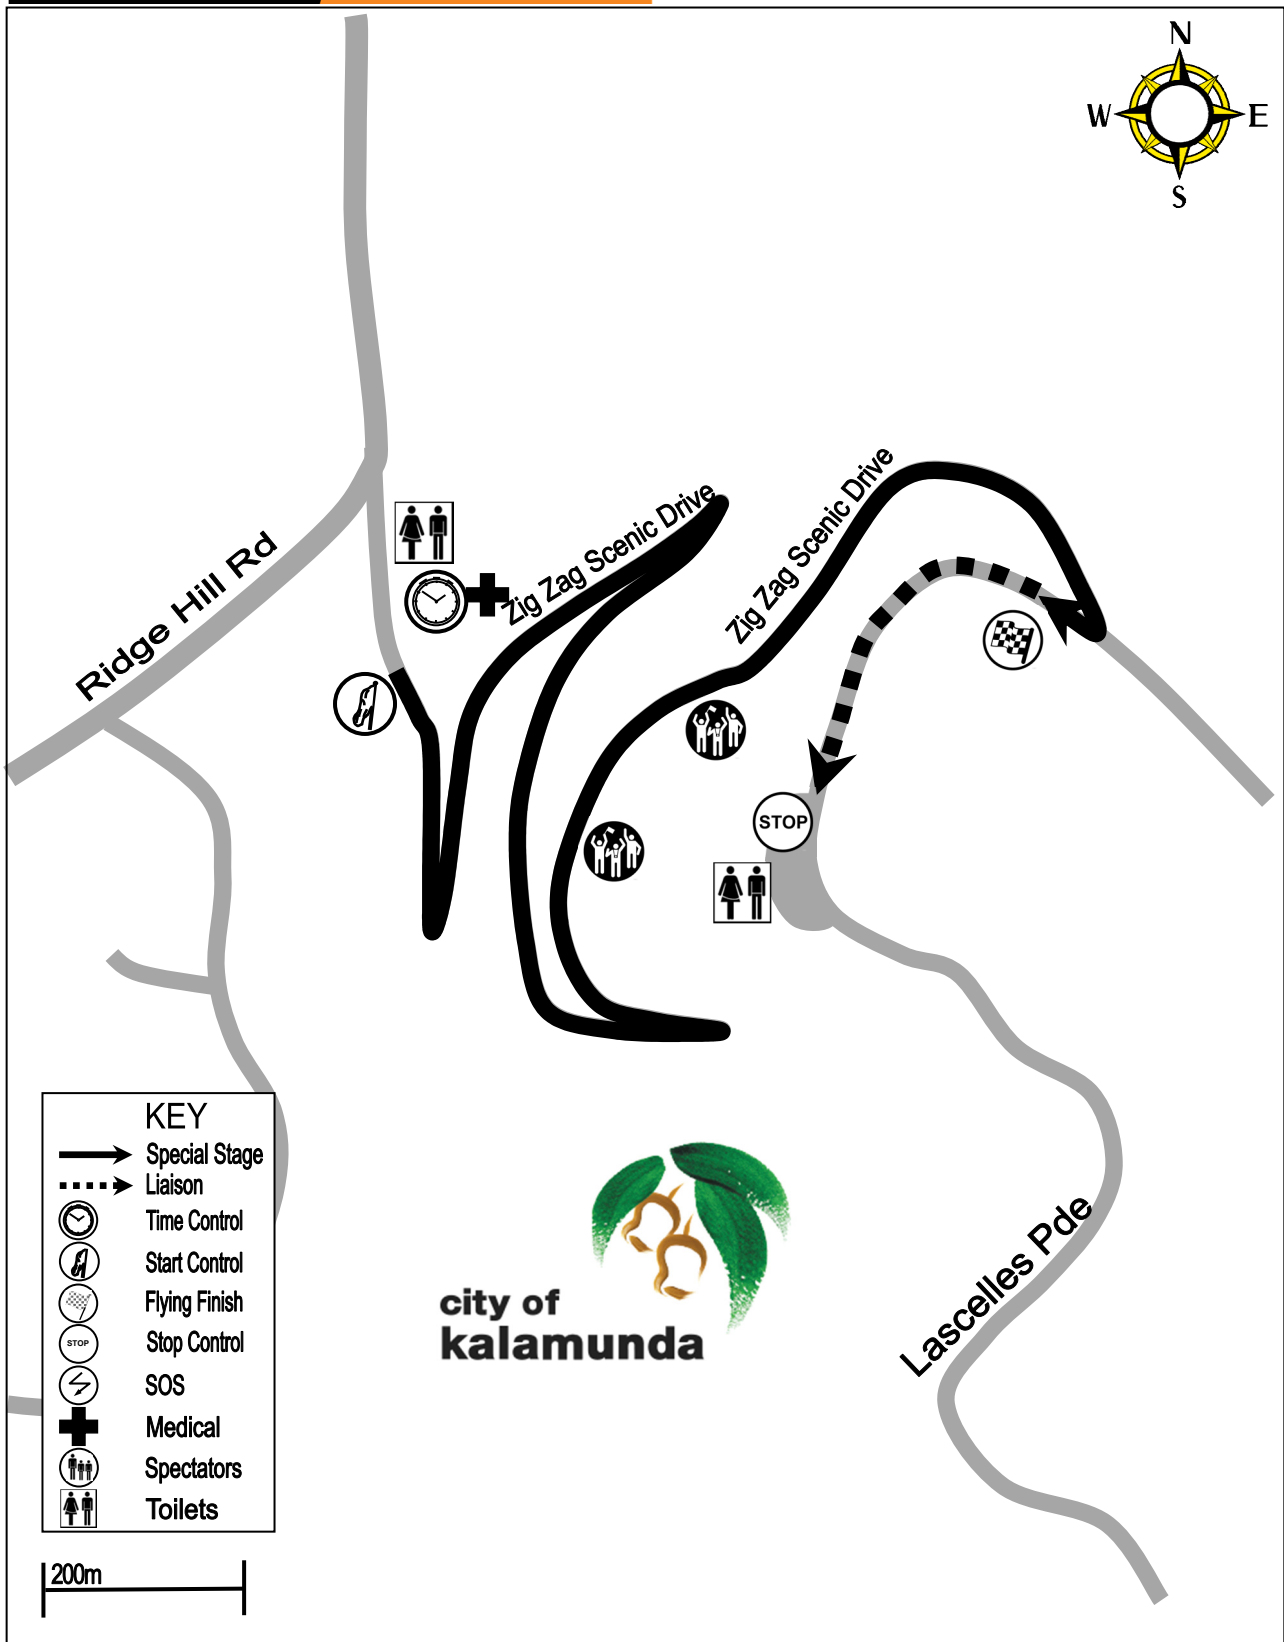 N
W E
S
Ridge Hill Rd
Zig Zag Scenic Drive
Zig Zag Scenic Drive
STOP
Lascelles Pde
city of
kalamunda
KEY
Special Stage
Liaison
Time Control
Start Control
Flying Finish
STOP Stop Control
SOS
Medical
Spectators
Toilets
200m